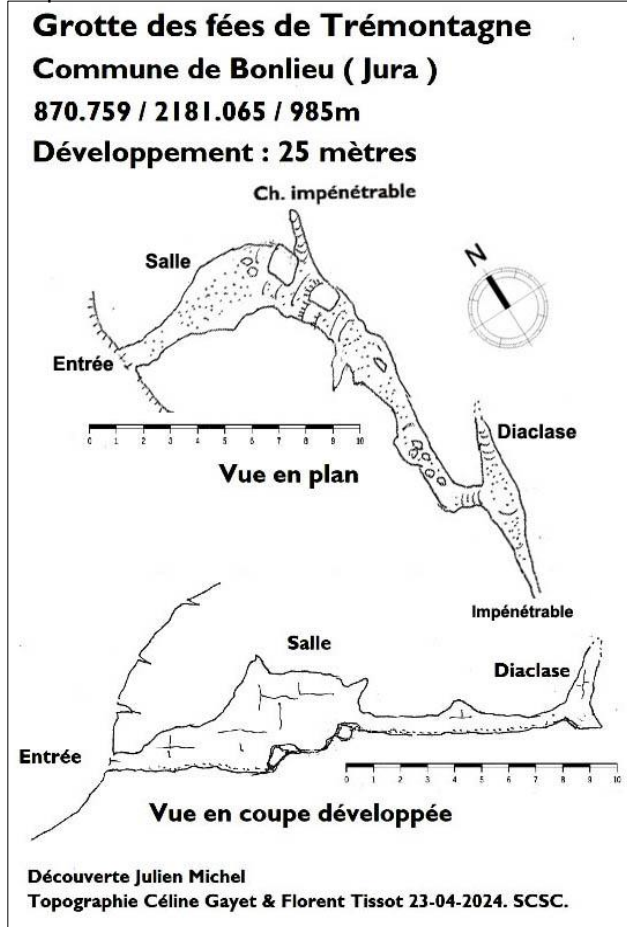 Grotte des fées de Trémontagne
Commune de Bonlieu ( Jura )
870.759 / 2181.065 / 985m
Développement : 25 mètres
Ch. impénétrable
Salle
N
Entrée
0 1 2 3 4 5 6 7 8 9 10
Diaclase
Vue en plan
Impénétrable
Salle
Diaclase
Entrée
0 1 2 3 4 5 6 7 8 9 10
Vue en coupe développée
Découverte Julien Michel
Topographie Céline Gayet & Florent Tissot 23-04-2024. SCSC.